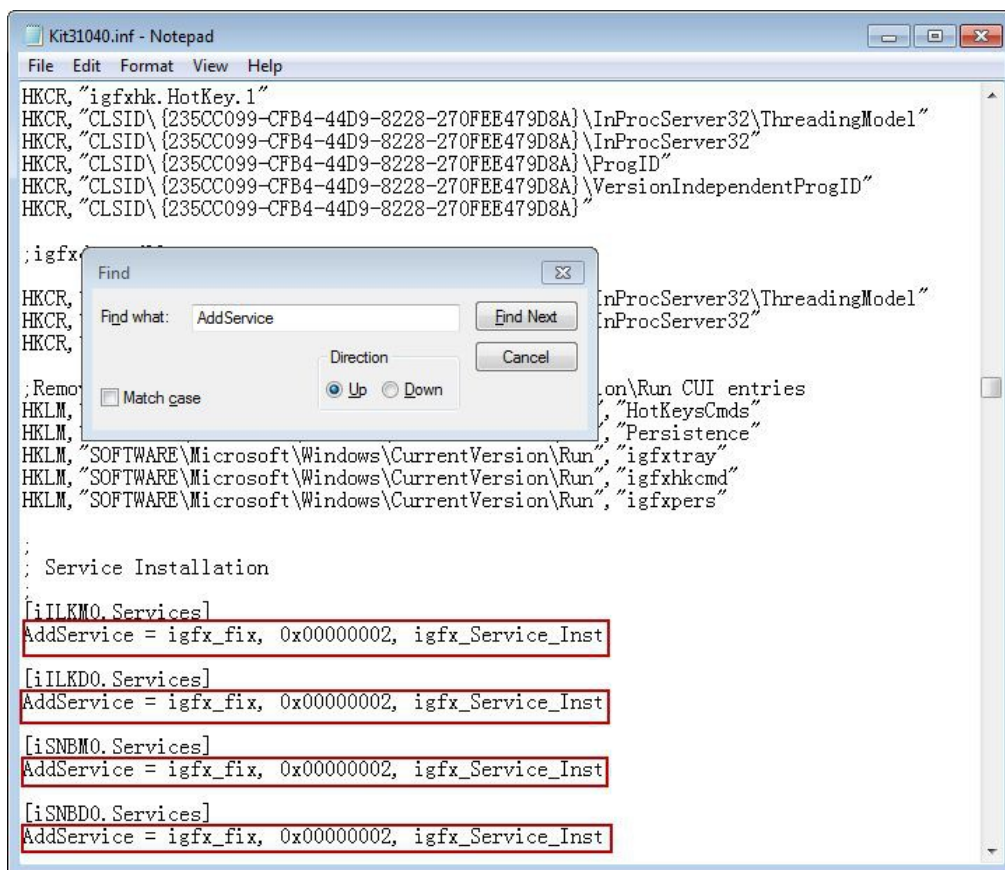 Kit31040.inf - Notepad
File Edit Format View Help
HKCR,"igfxhk.HotKey.1"
HKCR,"CLSID\{235CC099-CFB4-44D9-8228-270FEE479D8A}\InProcServer32\ThreadingModel"
HKCR,"CLSID\{235CC099-CFB4-44D9-8228-270FEE479D8A}\InProcServer32"
HKCR,"CLSID\{235CC099-CFB4-44D9-8228-270FEE479D8A}\ProgID"
HKCR,"CLSID\{235CC099-CFB4-44D9-8228-270FEE479D8A}\VersionIndependentProgID"
HKCR,"CLSID\{235CC099-CFB4-44D9-8228-270FEE479D8A}"
Find
HKCR, nProcServer32\ThreadingModel"
Find what: AddService Find Next
HKCR, nProcServer32"
HKCR,
Direction Cancel
Up Down
Match case
on\Run CUI entries
HKLM, ,"HotKeysCmds"
HKLM, ,"Persistence"
HKLM,"SOFTWARE\Microsoft\Windows\CurrentVersion\Run","igfxtray"
HKLM,"SOFTWARE\Microsoft\Windows\CurrentVersion\Run","igfxhkcmd"
HKLM,"SOFTWARE\Microsoft\Windows\CurrentVersion\Run","igfxpers"
;
; Service Installation
;
[iILKM0.Services]
AddService = igfx_fix, 0x00000002, igfx_Service_Inst
[iILKD0.Services]
AddService = igfx_fix, 0x00000002, igfx_Service_Inst
[iSNBM0.Services]
AddService = igfx_fix, 0x00000002, igfx_Service_Inst
[iSNBD0.Services]
AddService = igfx_fix, 0x00000002, igfx_Service_Inst